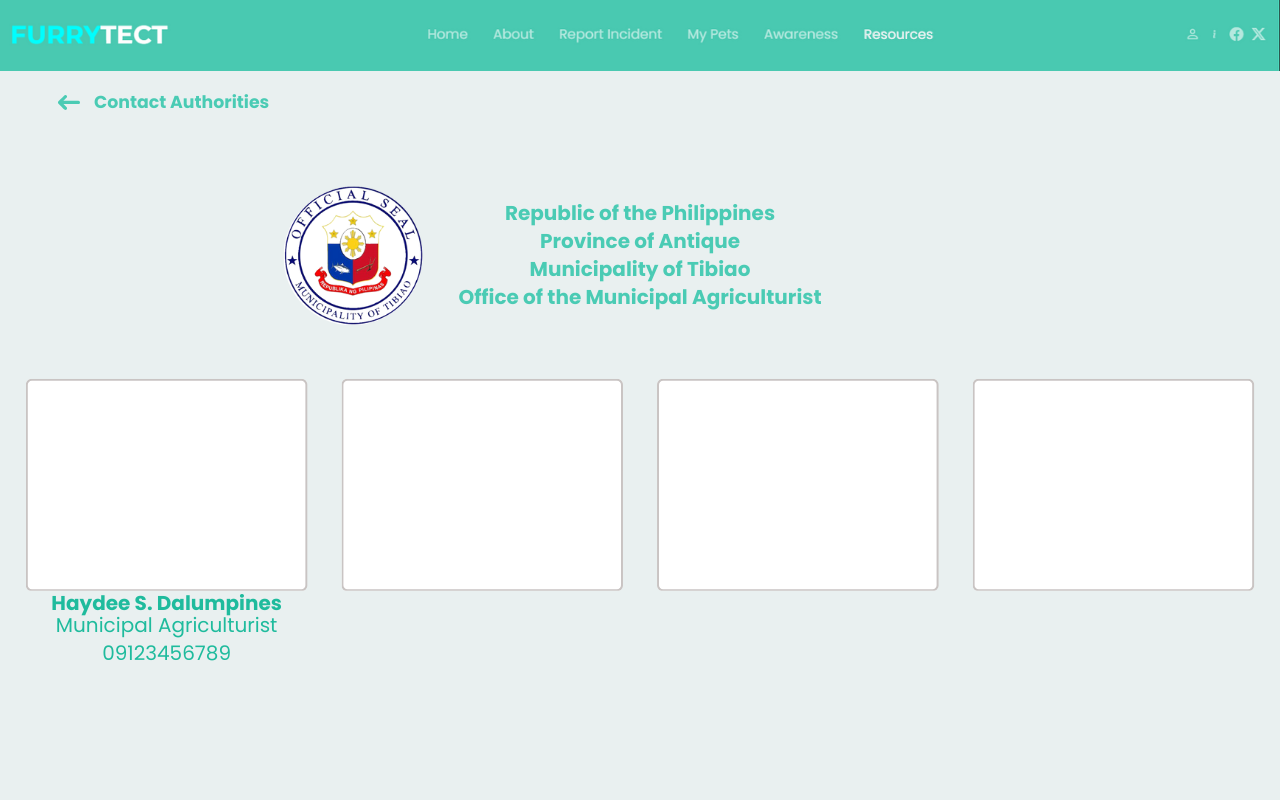 FURRYTECT
Home About Report Incident My Pets Awareness Resources
Contact Authorities
OFFICIAL SEAL
REPUBLIKA NG PILIPINAS
MUNICIPALITY OF TIBIAO
Republic of the Philippines
Province of Antique
Municipality of Tibiao
Office of the Municipal Agriculturist
Haydee S. Dalumpines
Municipal Agriculturist
09123456789